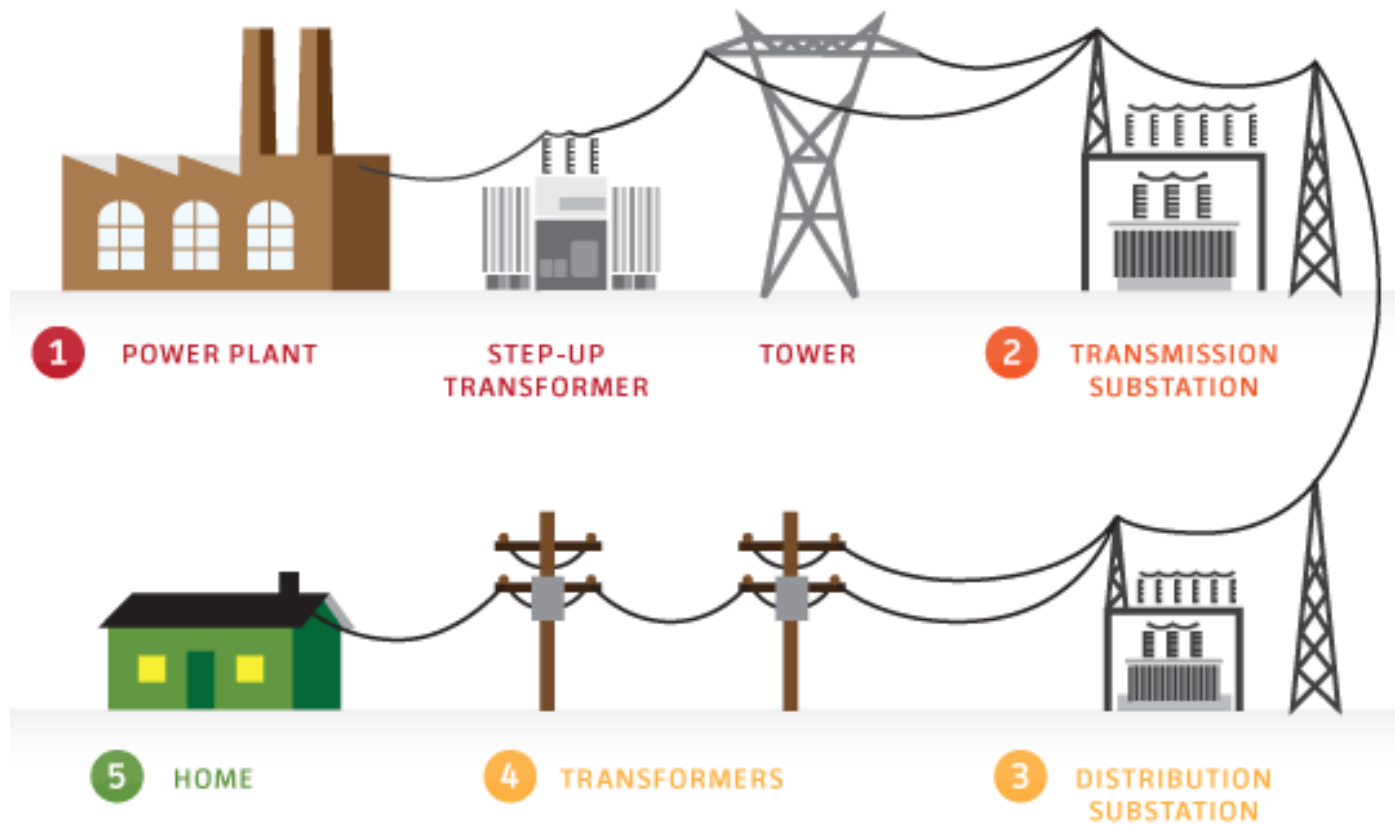 1 POWER PLANT
STEP-UP
TRANSFORMER
TOWER
2 TRANSMISSION
SUBSTATION
5 HOME
4 TRANSFORMERS
3 DISTRIBUTION
SUBSTATION